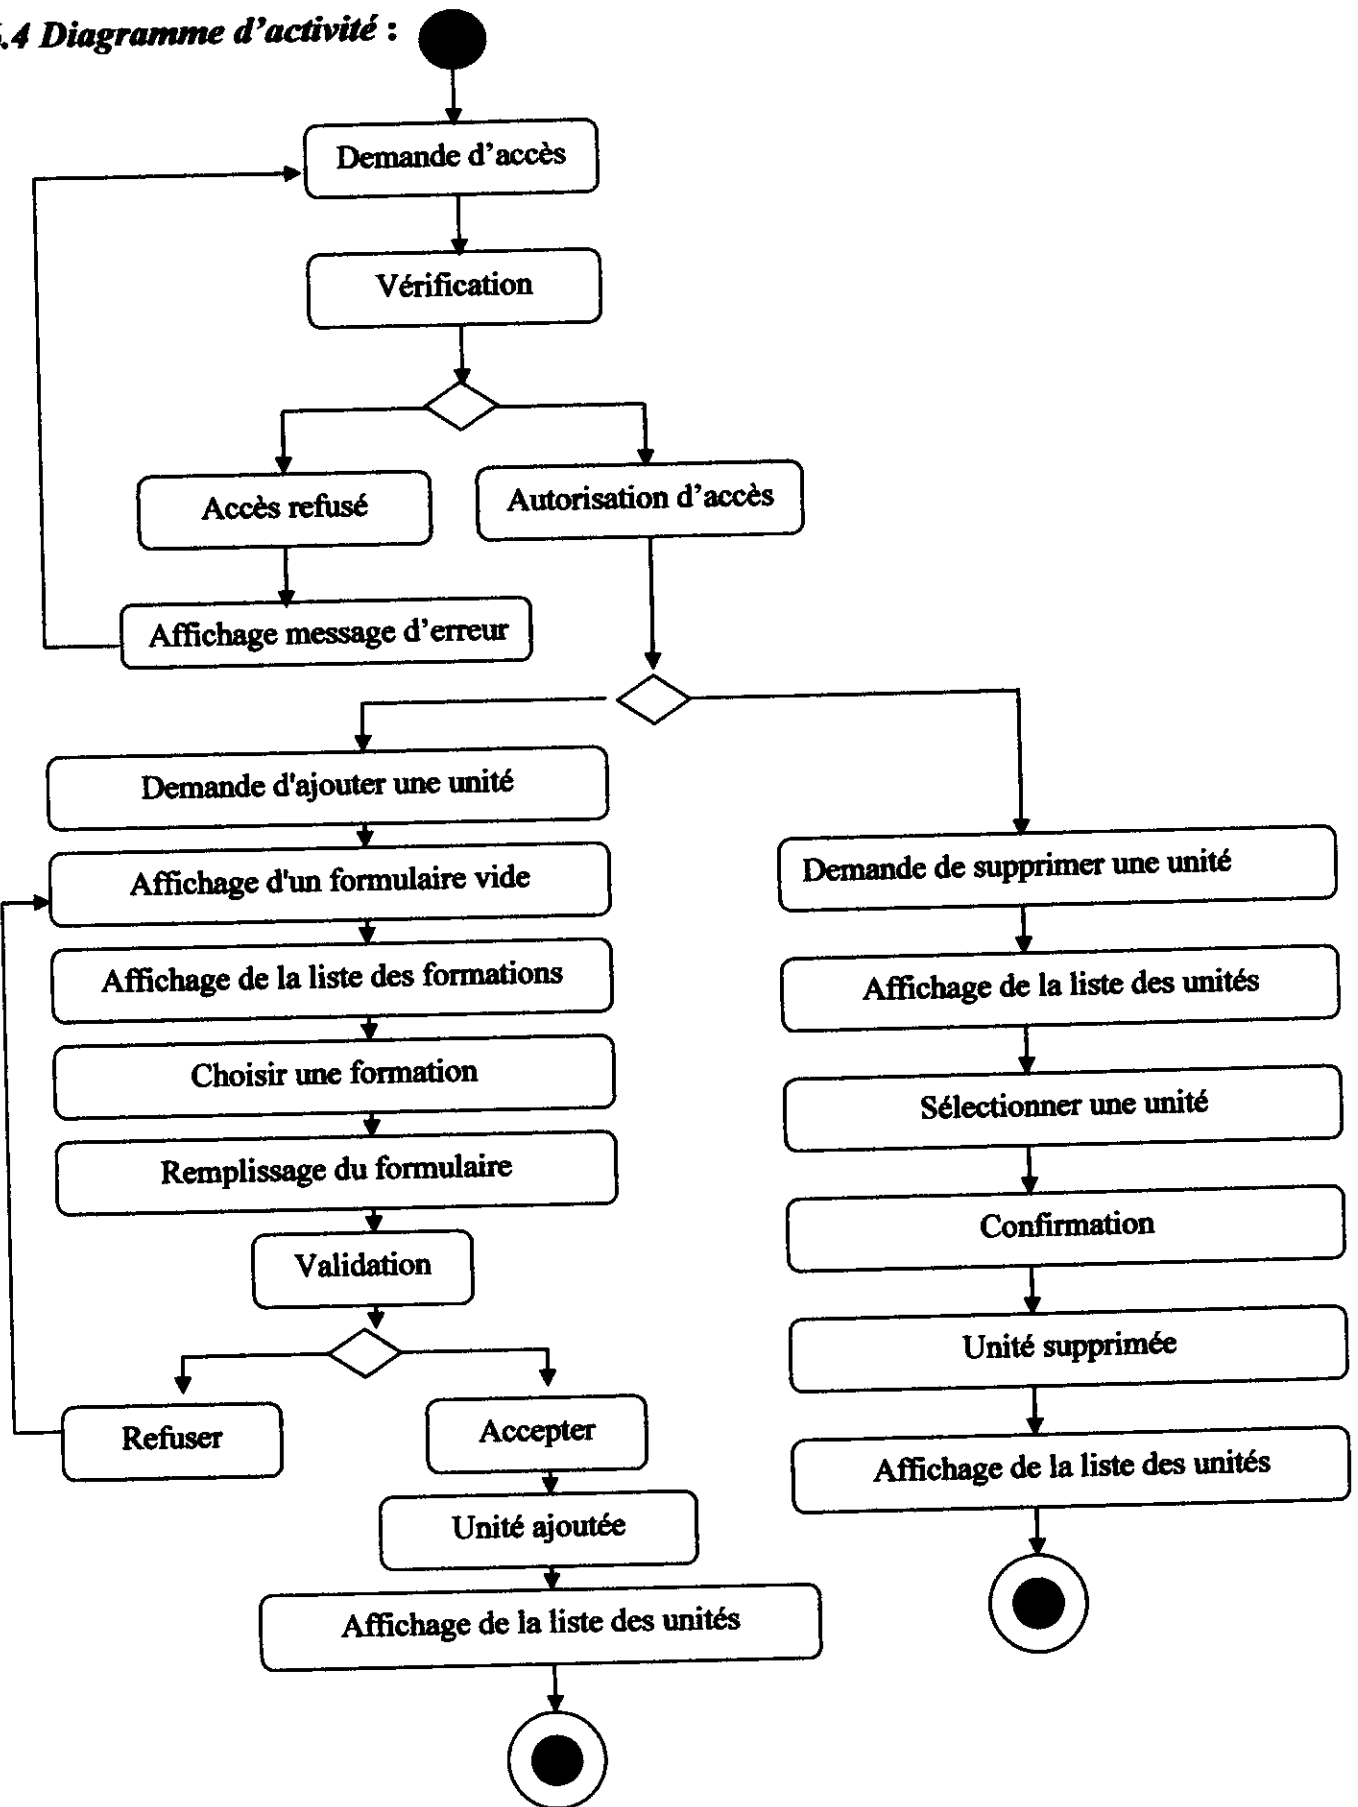 .4 Diagramme d'activité :
Demande d'accès
Vérification
Accès refusé
Autorisation d'accès
Affichage message d'erreur
Demande d'ajouter une unité
Affichage d'un formulaire vide
Affichage de la liste des formations
Choisir une formation
Remplissage du formulaire
Validation
Refuser
Accepter
Unité ajoutée
Affichage de la liste des unités
Demande de supprimer une unité
Affichage de la liste des unités
Sélectionner une unité
Confirmation
Unité supprimée
Affichage de la liste des unités